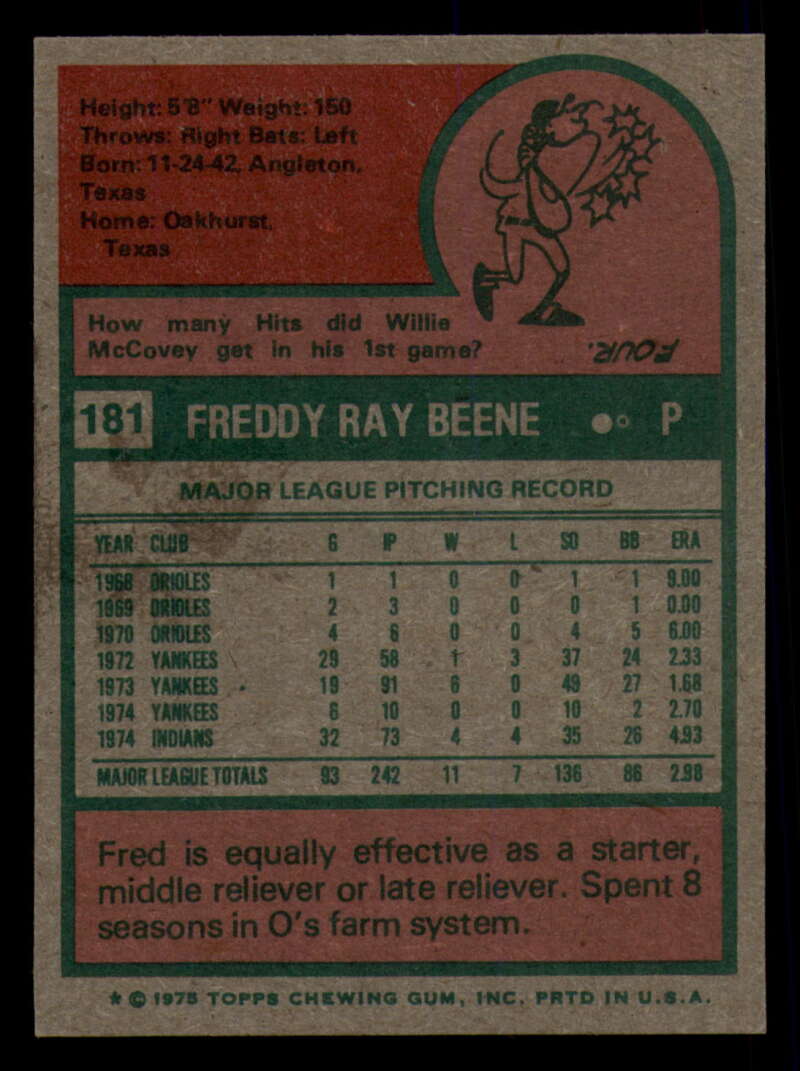 Height: 5'8" Weight: 150
Throws: Right Bats: Left
Born: 11-24-42, Angleton,
Texas
Home: Oakhurst,
Texas
How many Hits did Willie
McCovey get in his 1st game?
FOUR.
181 FREDDY RAY BEENE P
MAJOR LEAGUE PITCHING RECORD
YEAR CLUB G IP W L SO BB ERA
1968 ORIOLES 1 1 0 0 1 1 9.00
1969 ORIOLES 2 3 0 0 0 1 0.00
1970 ORIOLES 4 6 0 0 4 5 6.00
1972 YANKEES 29 58 1 3 37 24 2.33
1973 YANKEES 19 91 6 0 49 27 1.68
1974 YANKEES 6 10 0 0 10 2 2.70
1974 INDIANS 32 73 4 4 35 26 4.93
MAJOR LEAGUE TOTALS 93 242 11 7 136 86 2.98
Fred is equally effective as a starter,
middle reliever or late reliever. Spent 8
seasons in O's farm system.
* © 1975 TOPPS CHEWING GUM, INC. PRTD IN U.S.A.